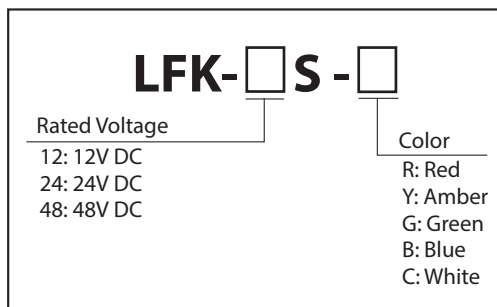 LFK-□S-□
Rated Voltage
12: 12V DC
24: 24V DC
48: 48V DC
Color
R: Red
Y: Amber
G: Green
B: Blue
C: White